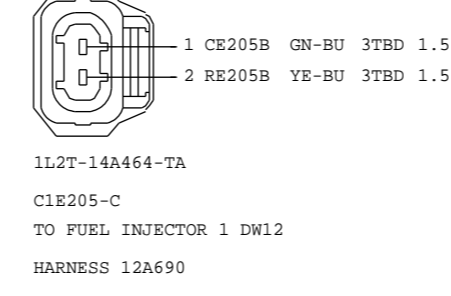 1 CE205B GN-BU 3TBD 1.5
2 RE205B YE-BU 3TBD 1.5
1L2T-14A464-TA
C1E205-C
TO FUEL INJECTOR 1 DW12
HARNESS 12A690